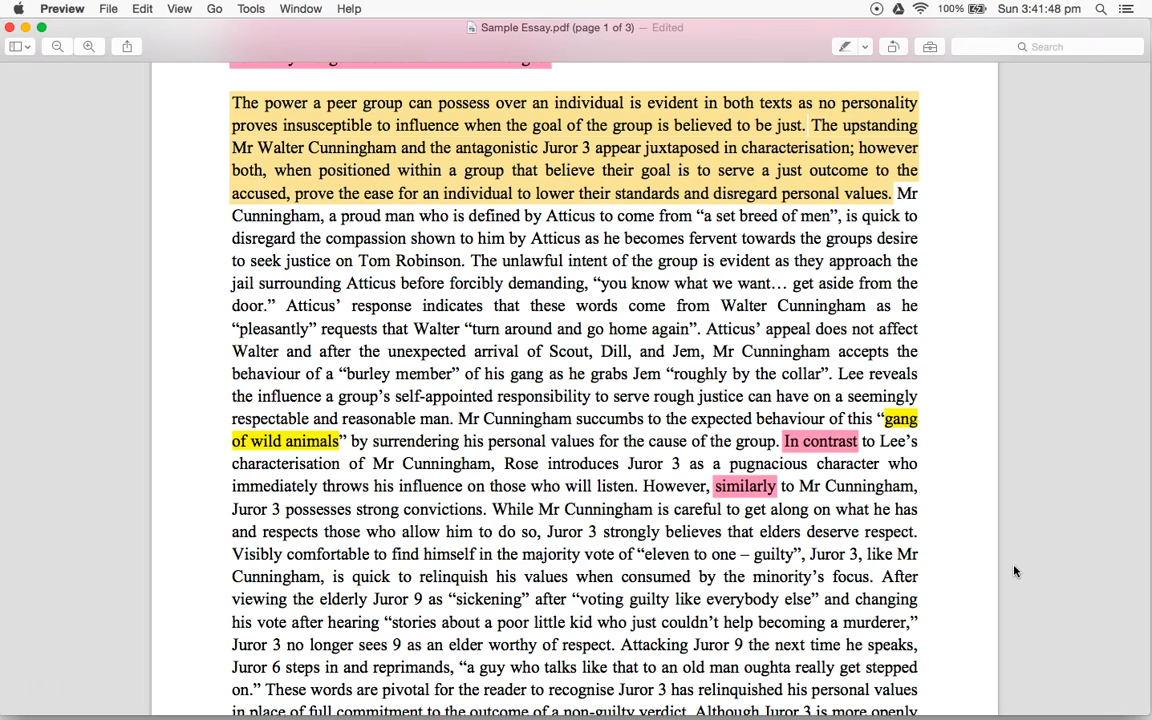 Preview File Edit View Go Tools Window Help 100% Sun 3:41:48 pm
Sample Essay.pdf (page 1 of 3) — Edited
Search
The power a peer group can possess over an individual is evident in both texts as no personality
proves insusceptible to influence when the goal of the group is believed to be just. The upstanding
Mr Walter Cunningham and the antagonistic Juror 3 appear juxtaposed in characterisation; however
both, when positioned within a group that believe their goal is to serve a just outcome to the
accused, prove the ease for an individual to lower their standards and disregard personal values. Mr
Cunningham, a proud man who is defined by Atticus to come from “a set breed of men”, is quick to
disregard the compassion shown to him by Atticus as he becomes fervent towards the groups desire
to seek justice on Tom Robinson. The unlawful intent of the group is evident as they approach the
jail surrounding Atticus before forcibly demanding, “you know what we want… get aside from the
door.” Atticus’ response indicates that these words come from Walter Cunningham as he
“pleasantly” requests that Walter “turn around and go home again”. Atticus’ appeal does not affect
Walter and after the unexpected arrival of Scout, Dill, and Jem, Mr Cunningham accepts the
behaviour of a “burley member” of his gang as he grabs Jem “roughly by the collar”. Lee reveals
the influence a group’s self-appointed responsibility to serve rough justice can have on a seemingly
respectable and reasonable man. Mr Cunningham succumbs to the expected behaviour of this “gang
of wild animals” by surrendering his personal values for the cause of the group. In contrast to Lee’s
characterisation of Mr Cunningham, Rose introduces Juror 3 as a pugnacious character who
immediately throws his influence on those who will listen. However, similarly to Mr Cunningham,
Juror 3 possesses strong convictions. While Mr Cunningham is careful to get along on what he has
and respects those who allow him to do so, Juror 3 strongly believes that elders deserve respect.
Visibly comfortable to find himself in the majority vote of “eleven to one – guilty”, Juror 3, like Mr
Cunningham, is quick to relinquish his values when consumed by the minority’s focus. After
viewing the elderly Juror 9 as “sickening” after “voting guilty like everybody else” and changing
his vote after hearing “stories about a poor little kid who just couldn’t help becoming a murderer,”
Juror 3 no longer sees 9 as an elder worthy of respect. Attacking Juror 9 the next time he speaks,
Juror 6 steps in and reprimands, “a guy who talks like that to an old man oughta really get stepped
on.” These words are pivotal for the reader to recognise Juror 3 has relinquished his personal values
in place of full commitment to the outcome of a non-guilty verdict. Although Juror 3 is more openly